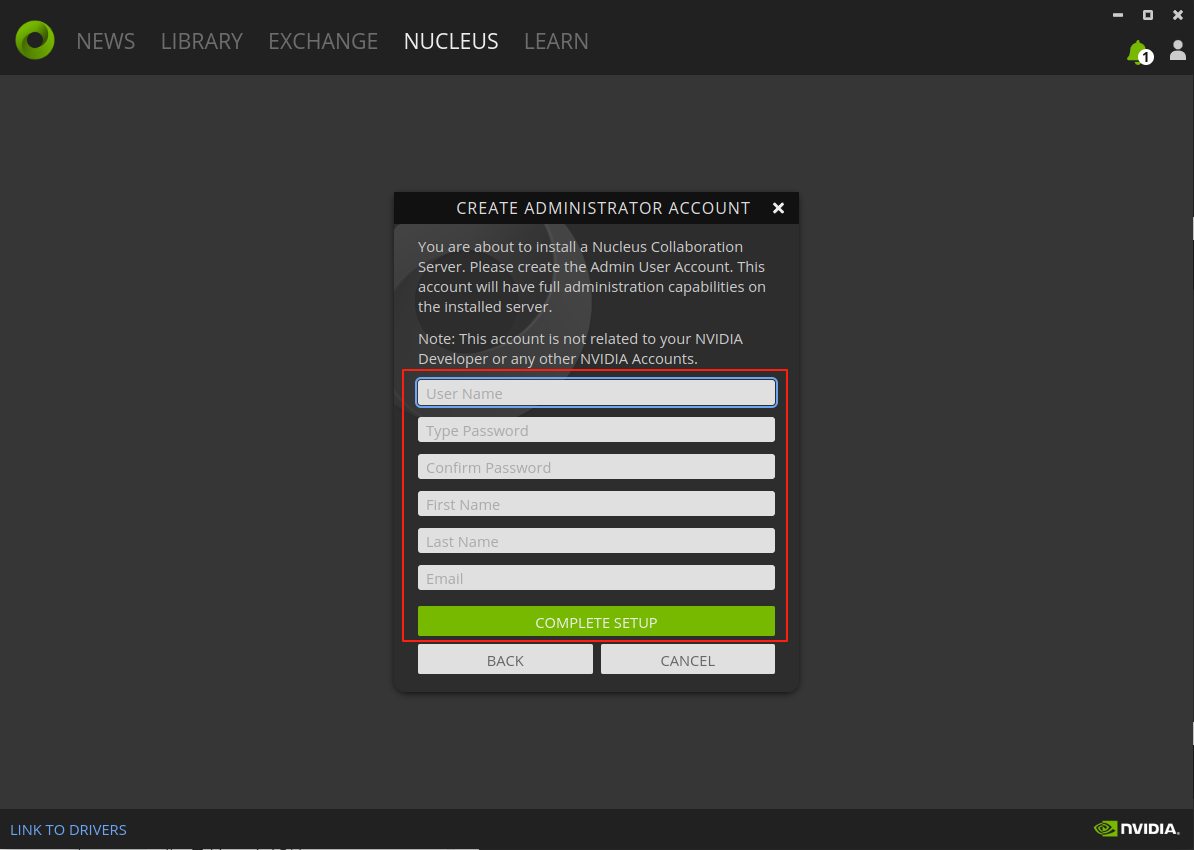 NEWS LIBRARY EXCHANGE NUCLEUS LEARN
1
CREATE ADMINISTRATOR ACCOUNT
You are about to install a Nucleus Collaboration
Server. Please create the Admin User Account. This
account will have full administration capabilities on
the installed server.
Note: This account is not related to your NVIDIA
Developer or any other NVIDIA Accounts.
User Name
Type Password
Confirm Password
First Name
Last Name
Email
COMPLETE SETUP
BACK CANCEL
LINK TO DRIVERS
NVIDIA.